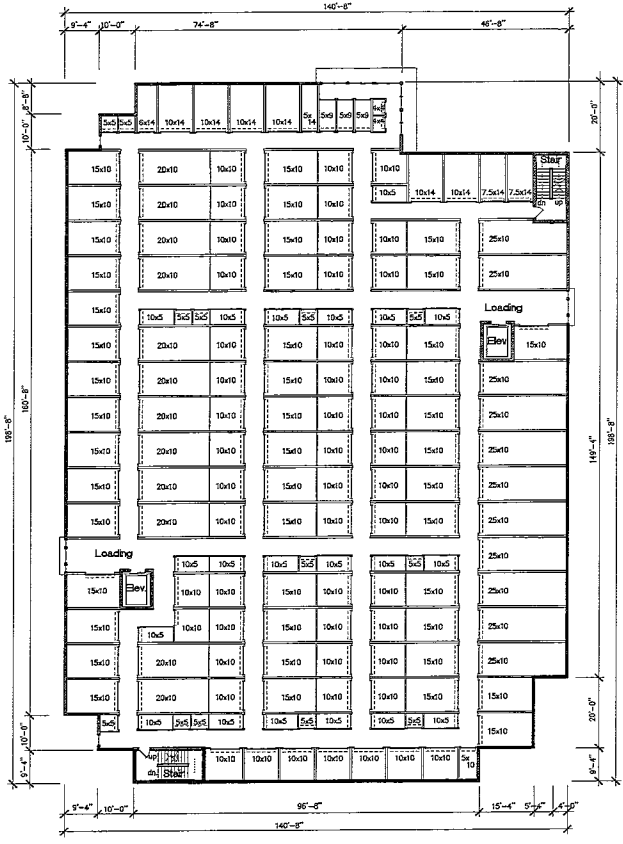 140'-8"
9'-4" 10'-0" 74'-8" 46'-8"
8'-8" 20'-0"
10'-0"
5x5 5x5 6x14 10x14 10x14 10x14 10x14 5x14 5x9 5x9 5x9
15x10 20x10 10x10 15x10 10x10 10x10 Stair
10x5 10x14 10x14 7.5x14 7.5x14
dn up
15x10 20x10 10x10 15x10 10x10
15x10 20x10 10x10 15x10 10x10 10x10 15x10 25x10
15x10 20x10 10x10 15x10 10x10 10x10 15x10 25x10
15x10 Loading
10x5 5x5 5x5 10x5 10x5 5x5 10x5 10x5 5x5 10x5
15x10 20x10 10x10 15x10 10x10 10x10 15x10 Elev 15x10
15x10 20x10 10x10 15x10 10x10 10x10 15x10 25x10
15x10 20x10 10x10 15x10 10x10 10x10 15x10 25x10
198'-8" 160'-8" 149'-4" 198'-8"
15x10 20x10 10x10 15x10 10x10 10x10 15x10 25x10
15x10 20x10 10x10 15x10 10x10 10x10 15x10 25x10
15x10 20x10 10x10 15x10 10x10 10x10 15x10 25x10
Loading 25x10
10x5 10x5 10x5 5x5 10x5 10x5 5x5 10x5
15x10 Elev. 10x10 10x10 15x10 10x10 10x10 15x10 25x10
15x10 10x5 10x10 10x10 15x10 10x10 10x10 15x10 25x10
15x10 20x10 10x10 15x10 10x10 10x10 15x10 25x10
15x10 20x10 10x10 15x10 10x10 10x10 15x10 15x10
5x5 10x5 5x5 5x5 10x5 10x5 5x5 10x5 10x5 5x5 10x5
15x10
10'-0" 20'-0"
up
dn. Stair 10x10 10x10 10x10 10x10 10x10 10x10 10x10 5x10
9'-4" 9'-4"
9'-4" 10'-0" 96'-8" 15'-4" 5'-4" 4'-0"
140'-8"